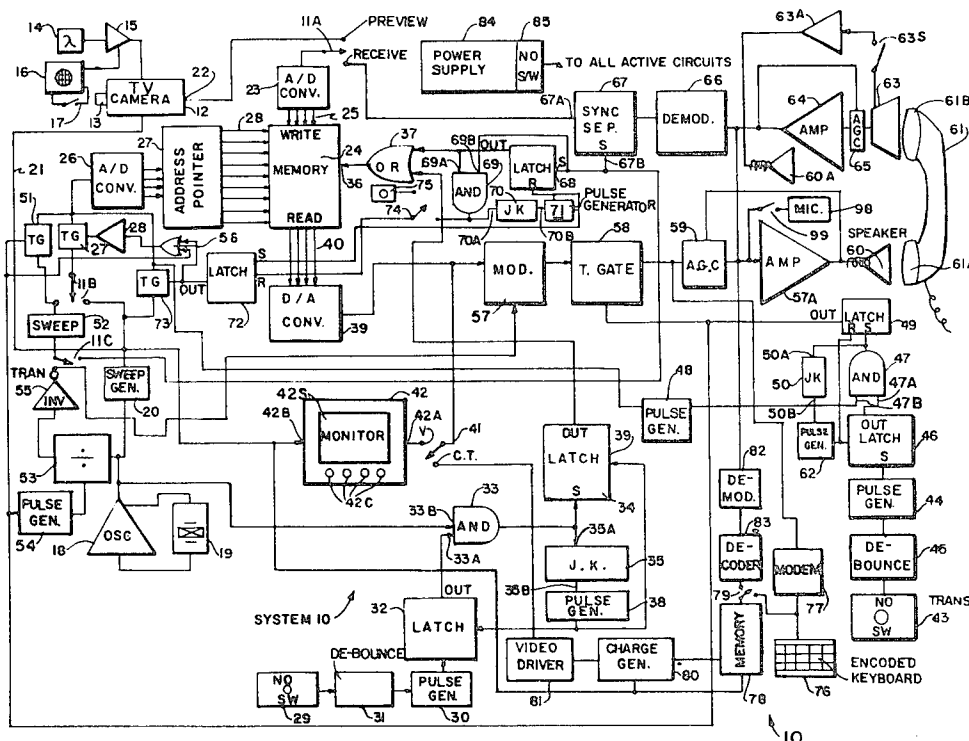 14
λ
15
16
17
13
TV
CAMERA
22
12
11A
PREVIEW
RECEIVE
A/D
CONV.
23
25
84
85
POWER
SUPPLY
NO
S/W
TO ALL ACTIVE CIRCUITS
67
67A
SYNC
SEP.
S
67B
66
DEMOD.
63A
63S
63
64
AMP
AGC
65
60A
61B
61
61A
21
26
A/D
CONV.
27
ADDRESS
POINTER
28
WRITE
MEMORY
24
READ
36
40
37
OR
69B
69A
OUT
69
AND
LATCH
S
R
68
75
74
70
JK
70A
70B
71
PULSE
GENERATOR
51
TG
TG
27
28
56
OUT
TG
73
LATCH
S
R
72
D/A
CONV.
39
MOD.
57
58
T. GATE
59
A.G.C
MIC.
98
99
AMP
57A
60
SPEAKER
11B
SWEEP
52
11C
TRAN
55
INV
SWEEP
GEN.
20
53
÷
PULSE
GEN.
54
18
OSC
19
42S
42
42B
MONITOR
42A
42C
V
41
C.T.
OUT
LATCH
S
39
34
48
PULSE
GEN.
OUT
LATCH
R S
49
50A
50
JK
50B
AND
47
47A
47B
PULSE
GEN.
62
OUT
LATCH
S
46
PULSE
GEN.
44
DE-
BOUNCE
45
NO
SW
TRANS
43
33
AND
33B
33A
35A
J.K.
35
35B
PULSE
GEN.
38
SYSTEM 10
OUT
32
LATCH
DE-BOUNCE
NO
SW
29
31
PULSE
GEN.
30
VIDEO
DRIVER
81
CHARGE
GEN.
80
82
DE-
MOD.
83
DE-
CODER
79
MEMORY
78
MODEM
77
76
ENCODED
KEYBOARD
10